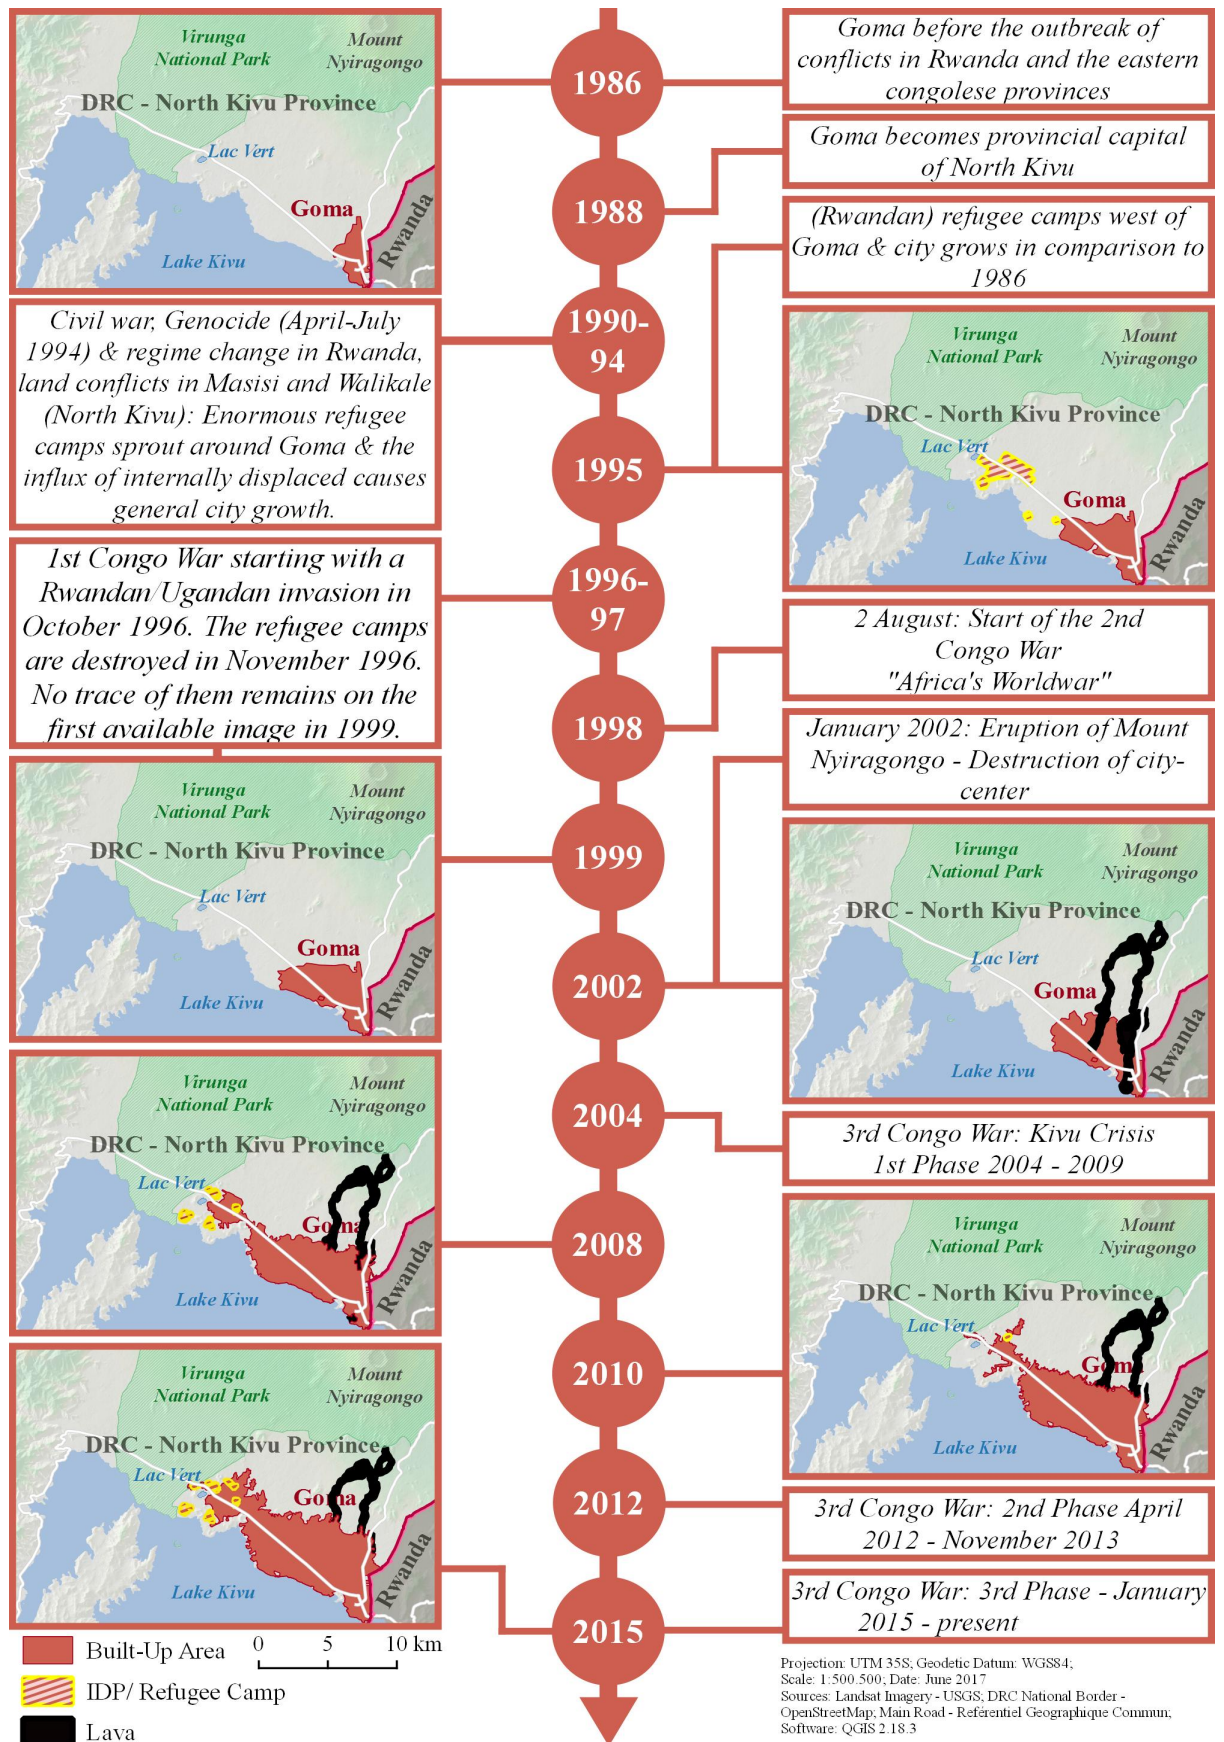 Virunga
National Park
Mount
Nyiragongo
DRC - North Kivu Province
Lac Vert
Goma
Rwanda
Lake Kivu
1986
Goma before the outbreak of
conflicts in Rwanda and the eastern
congolese provinces
Goma becomes provincial capital
of North Kivu
1988
(Rwandan) refugee camps west of
Goma & city grows in comparison to
1986
Civil war, Genocide (April-July
1994) & regime change in Rwanda,
land conflicts in Masisi and Walikale
(North Kivu): Enormous refugee
camps sprout around Goma & the
influx of internally displaced causes
general city growth.
1990-
94
Virunga
National Park
Mount
Nyiragongo
DRC - North Kivu Province
Lac Vert
Goma
Rwanda
Lake Kivu
1995
1st Congo War starting with a
Rwandan/Ugandan invasion in
October 1996. The refugee camps
are destroyed in November 1996.
No trace of them remains on the
first available image in 1999.
1996-
97
2 August: Start of the 2nd
Congo War
"Africa's Worldwar"
1998
January 2002: Eruption of Mount
Nyiragongo - Destruction of city-
center
Virunga
National Park
Mount
Nyiragongo
DRC - North Kivu Province
Lac Vert
Goma
Rwanda
Lake Kivu
1999
Virunga
National Park
Mount
Nyiragongo
DRC - North Kivu Province
Lac Vert
Goma
Rwanda
Lake Kivu
2002
2004
3rd Congo War: Kivu Crisis
1st Phase 2004 - 2009
Virunga
National Park
Mount
Nyiragongo
DRC - North Kivu Province
Lac Vert
Goma
Rwanda
Lake Kivu
2008
Virunga
National Park
Mount
Nyiragongo
DRC - North Kivu Province
Lac Vert
Goma
Rwanda
Lake Kivu
2010
Virunga
National Park
Mount
Nyiragongo
DRC - North Kivu Province
Lac Vert
Goma
Rwanda
Lake Kivu
2012
3rd Congo War: 2nd Phase April
2012 - November 2013
3rd Congo War: 3rd Phase - January
2015 - present
2015
Built-Up Area
IDP/ Refugee Camp
Lava
0 5 10 km
Projection: UTM 35S; Geodetic Datum: WGS84;
Scale: 1:500.500; Date: June 2017
Sources: Landsat Imagery - USGS; DRC National Border -
OpenStreetMap; Main Road - Referéntiel Geographique Commun;
Software: QGIS 2.18.3